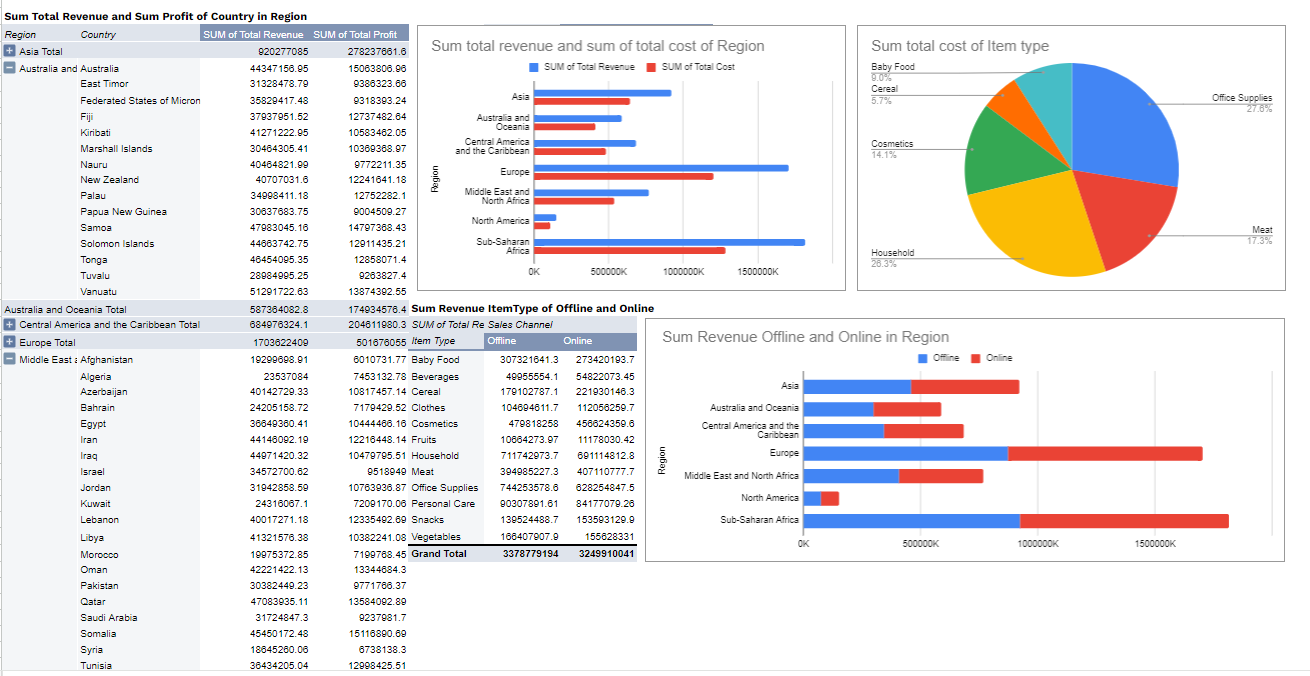 Sum Total Revenue and Sum Profit of Country in Region
Region Country SUM of Total Revenue SUM of Total Profit
Asia Total 920277085 278237661.6
Australia and Australia 44347156.95 15063806.96
East Timor 31328478.79 9386323.66
Federated States of Micron 35829417.48 9318393.24
Fiji 37937951.52 12737482.64
Kiribati 41271222.95 10583462.05
Marshall Islands 30464305.41 10369368.97
Nauru 40464821.99 9772211.35
New Zealand 40707031.6 12241641.18
Palau 34998411.18 12752282.1
Papua New Guinea 30637683.75 9004509.27
Samoa 47983045.16 14797368.43
Solomon Islands 44663742.75 12911435.21
Tonga 46454095.35 12858071.4
Tuvalu 28984995.25 9263827.4
Vanuatu 51291722.63 13874392.55
Australia and Oceania Total 587364082.8 174934576.4
Central America and the Caribbean Total 684976324.1 204611980.3
Europe Total 1703622409 501676055
Middle East a Afghanistan 19299698.91 6010731.77
Algeria 23537084 7453132.78
Azerbaijan 40142729.33 10817457.14
Bahrain 24205158.72 7179429.52
Egypt 36649360.41 10444466.16
Iran 44146092.19 12216448.14
Iraq 44971420.32 10479795.51
Israel 34572700.62 9518949
Jordan 31942858.59 10763936.87
Kuwait 24316067.1 7209170.06
Lebanon 40017271.18 12335492.69
Libya 41321576.38 10382241.08
Morocco 19975372.85 7199768.45
Oman 42221422.13 13344684.3
Pakistan 30382449.23 9771766.37
Qatar 47083935.11 13584092.89
Saudi Arabia 31724847.3 9237981.7
Somalia 45450172.48 15116890.69
Syria 18645260.06 6738138.3
Tunisia 36434205.04 12998425.51
Sum total revenue and sum of total cost of Region
SUM of Total Revenue SUM of Total Cost
Region
Asia
Australia and
Oceania
Central America
and the Caribbean
Europe
Middle East and
North Africa
North America
Sub-Saharan
Africa
0K 500000K 1000000K 1500000K
Sum total cost of Item type
Baby Food
9.0%
Cereal
5.7%
Cosmetics
14.1%
Household
26.3%
Office Supplies
27.6%
Meat
17.3%
Sum Revenue ItemType of Offline and Online
SUM of Total Re Sales Channel
Item Type Offline Online
Baby Food 307321641.3 273420193.7
Beverages 49955554.1 54822073.45
Cereal 179102787.1 221930146.3
Clothes 104694611.7 112056259.7
Cosmetics 479818258 456624359.6
Fruits 10664273.97 11178030.42
Household 711742973.7 691114812.8
Meat 394985227.3 407110777.7
Office Supplies 744253578.6 628254847.5
Personal Care 90307891.61 84177079.26
Snacks 139524488.7 153593129.9
Vegetables 166407907.9 155628331
Grand Total 3378779194 3249910041
Sum Revenue Offline and Online in Region
Offline Online
Region
Asia
Australia and Oceania
Central America and the
Caribbean
Europe
Middle East and North Africa
North America
Sub-Saharan Africa
0K 500000K 1000000K 1500000K